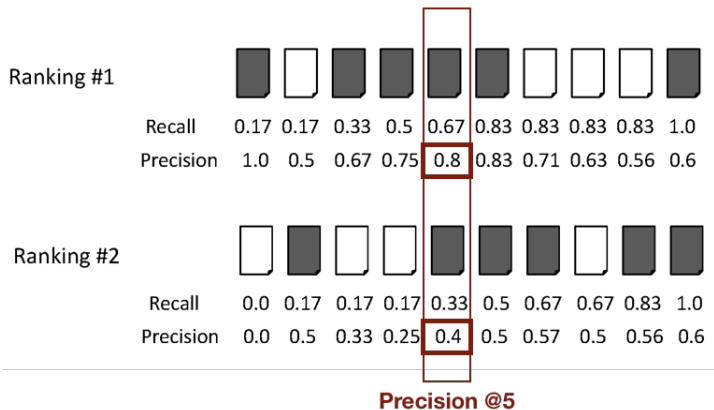 Ranking #1
Recall 0.17 0.17 0.33 0.5 0.67 0.83 0.83 0.83 0.83 1.0
Precision 1.0 0.5 0.67 0.75 0.8 0.83 0.71 0.63 0.56 0.6
Ranking #2
Recall 0.0 0.17 0.17 0.17 0.33 0.5 0.67 0.67 0.83 1.0
Precision 0.0 0.5 0.33 0.25 0.4 0.5 0.57 0.5 0.56 0.6
Precision @5